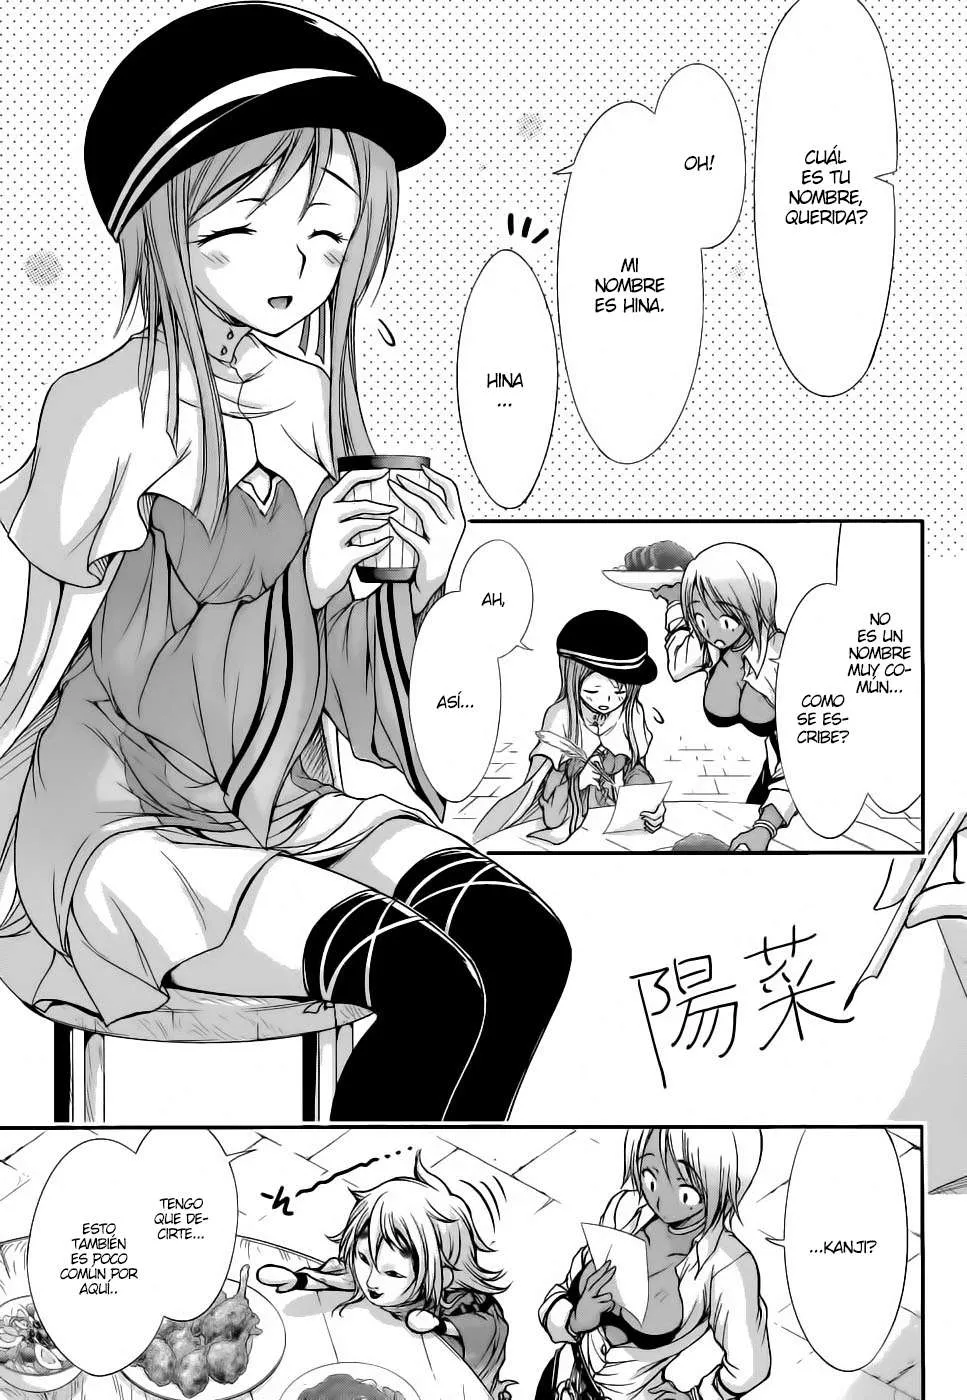 CUÁL
ES TU
NOMBRE,
QUERIDA?
OH!
MI
NOMBRE
ES HINA.
HINA
...
NO
ES UN
NOMBRE
MUY CO-
MÚN...
COMO
SE ES-
CRIBE?
AH,
ASÍ...
陽菜
...KANJI?
TENGO
QUE DE-
CIRTE...
ESTO
TAMBIÉN
ES POCO
COMÚN POR
AQUÍ..